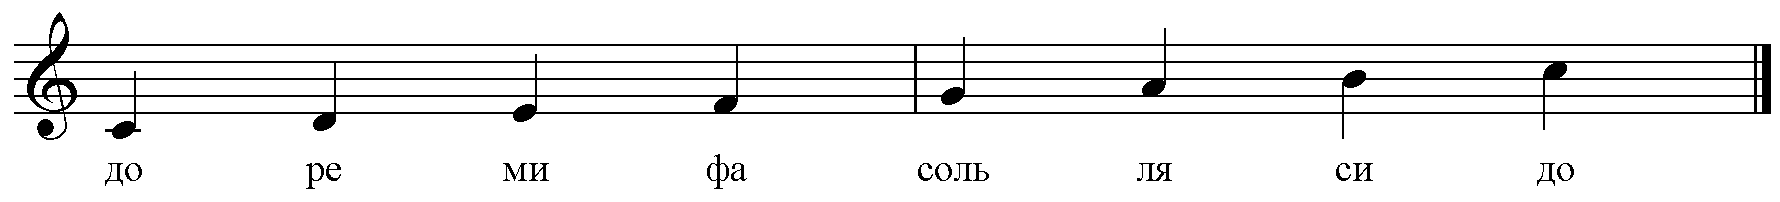 до ре ми фа соль ля си до